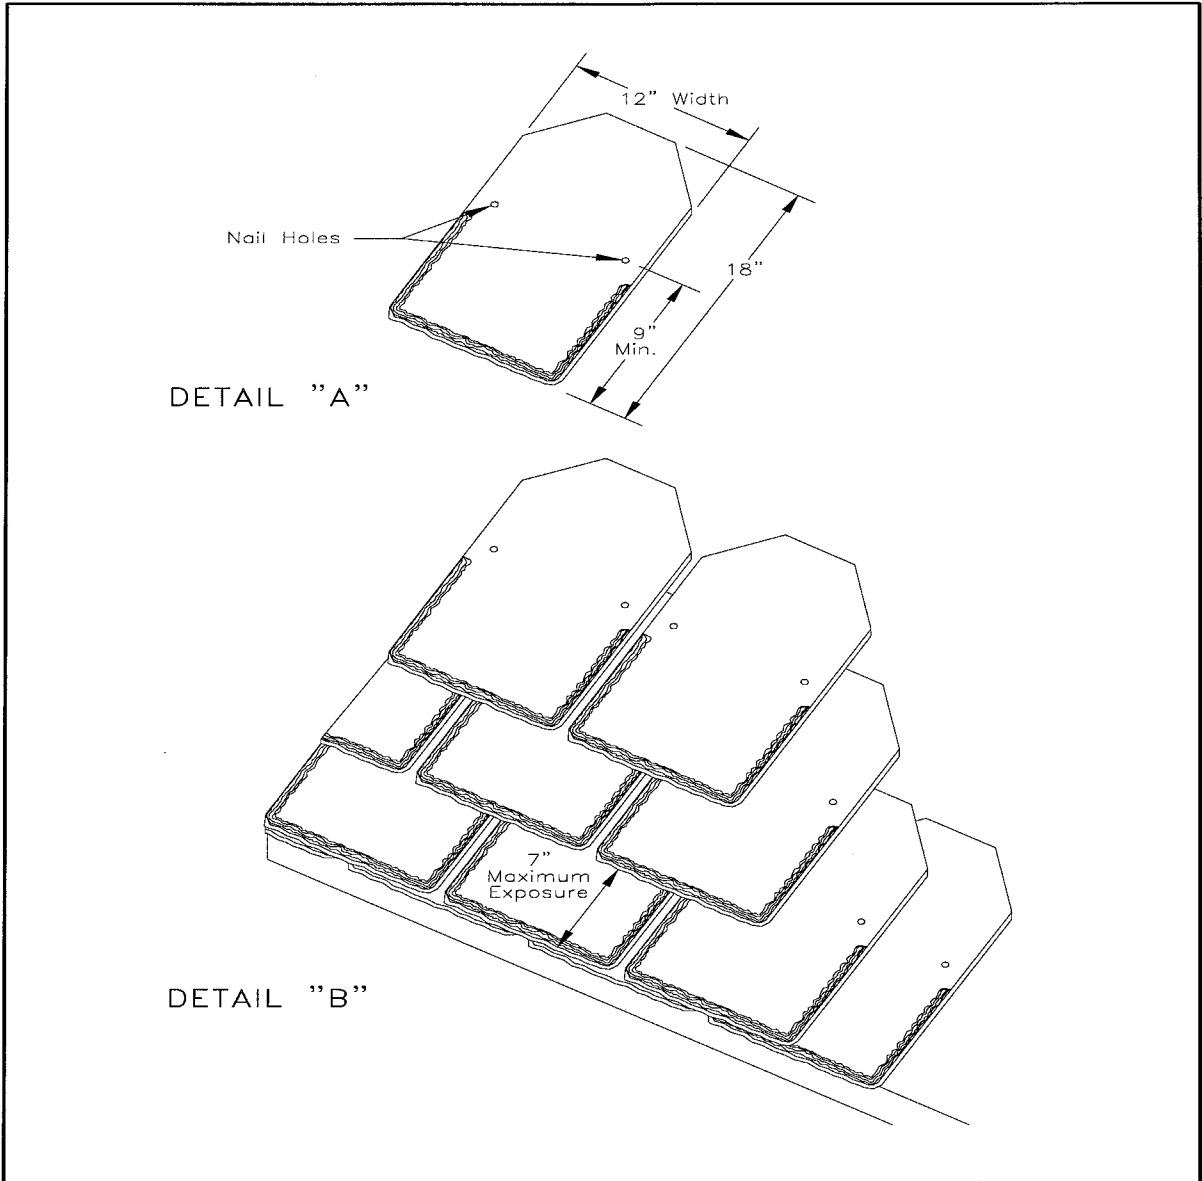 12" Width
Nail Holes
18"
9"
Min.
DETAIL "A"
7"
Maximum
Exposure
DETAIL "B"